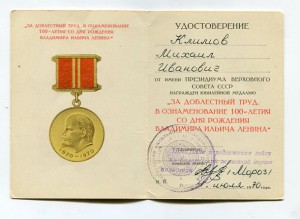 "ЗА ДОБЛЕСТНЫЙ ТРУД.
В ОЗНАМЕНОВАНИЕ
100-ЛЕТИЯ СО ДНЯ РОЖДЕНИЯ
ВЛАДИМИРА ИЛЬИЧА ЛЕНИНА"
1870-1970
УДОСТОВЕРЕНИЕ
Климов
Михаил
Иванович
ОТ ИМЕНИ ПРЕЗИДИУМА ВЕРХОВНОГО
СОВЕТА СССР
НАГРАЖДЕН ЮБИЛЕЙНОЙ МЕДАЛЬЮ
"ЗА ДОБЛЕСТНЫЙ ТРУД.
В ОЗНАМЕНОВАНИЕ 100-ЛЕТИЯ
СО ДНЯ РОЖДЕНИЯ
ВЛАДИМИРА ИЛЬИЧА ЛЕНИНА"
июля 70